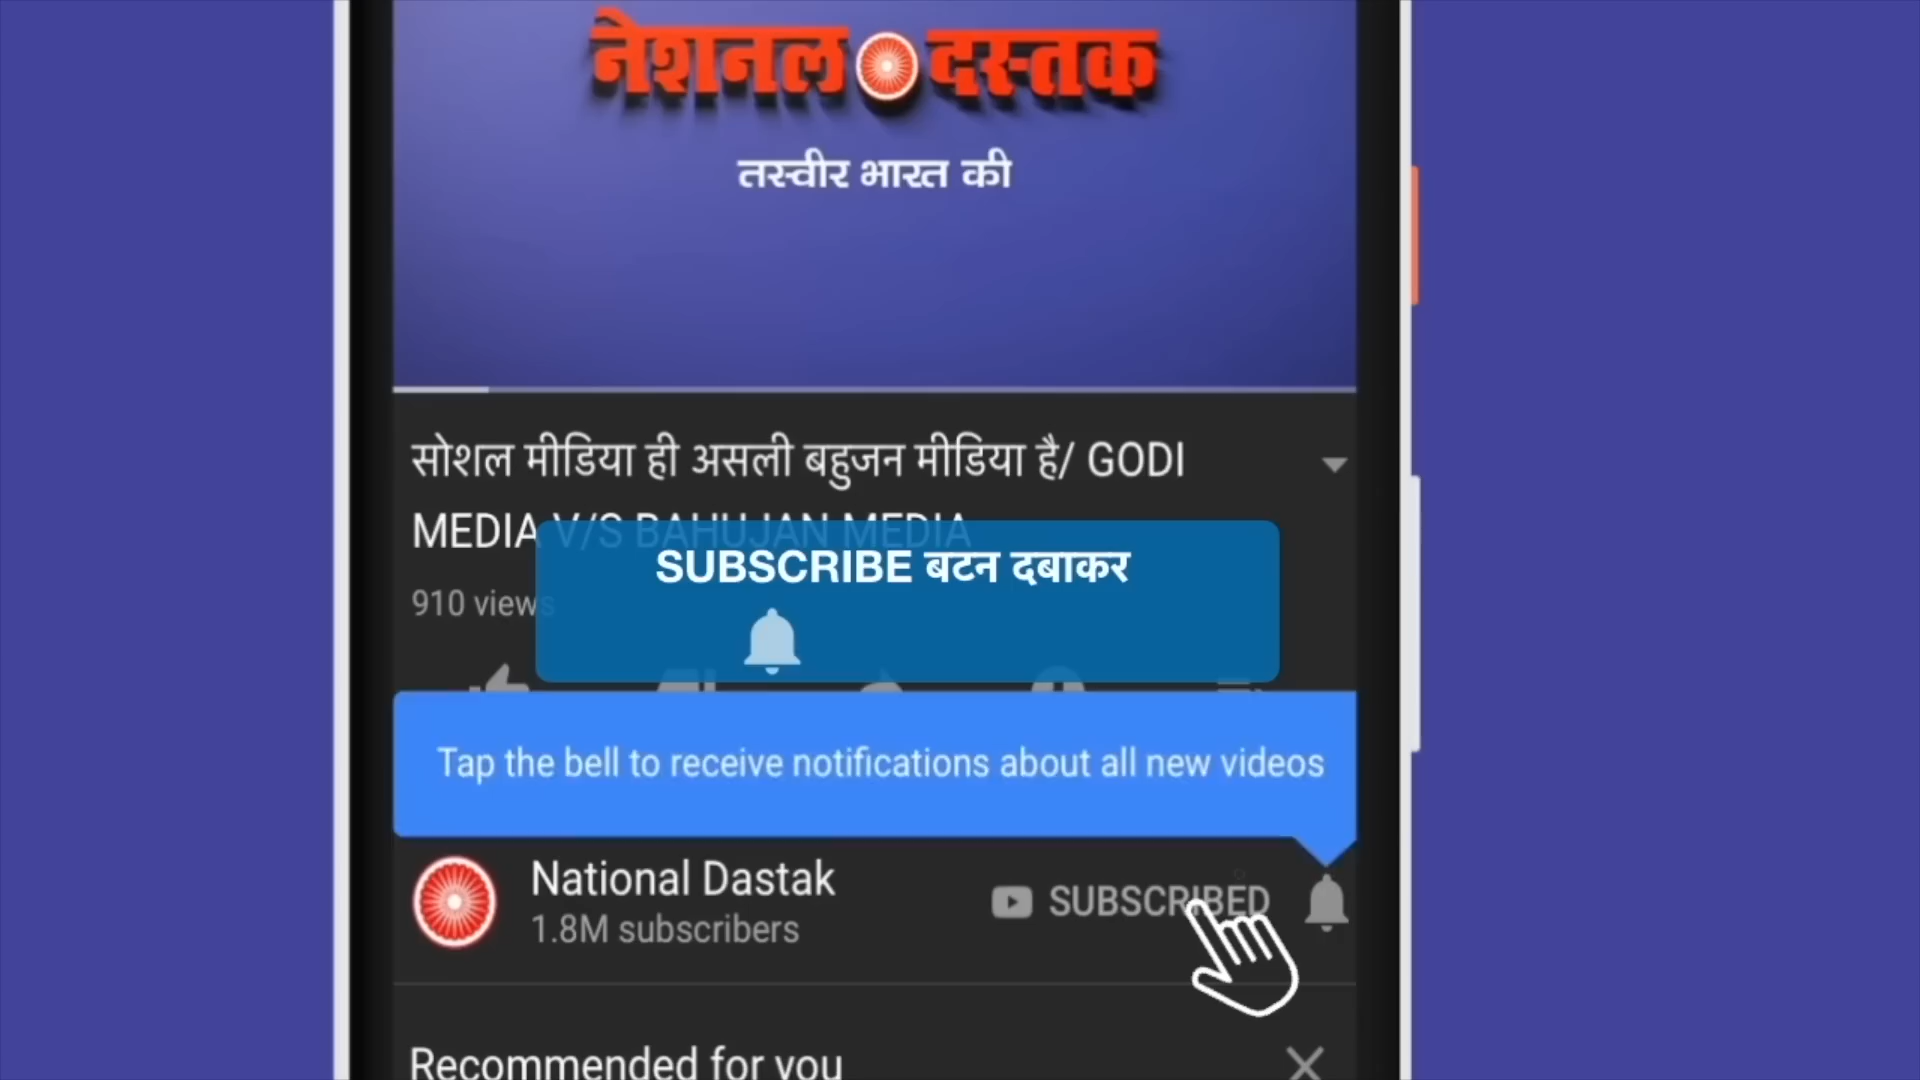 नेशनल दस्तक
तस्वीर भारत की
सोशल मीडिया ही असली बहुजन मीडिया है/ GODI
MEDIA V/S BAHUJAN MEDIA
SUBSCRIBE बटन दबाकर
910 views
Tap the bell to receive notifications about all new videos
National Dastak
SUBSCRIBED
1.8M subscribers
Recommended for you